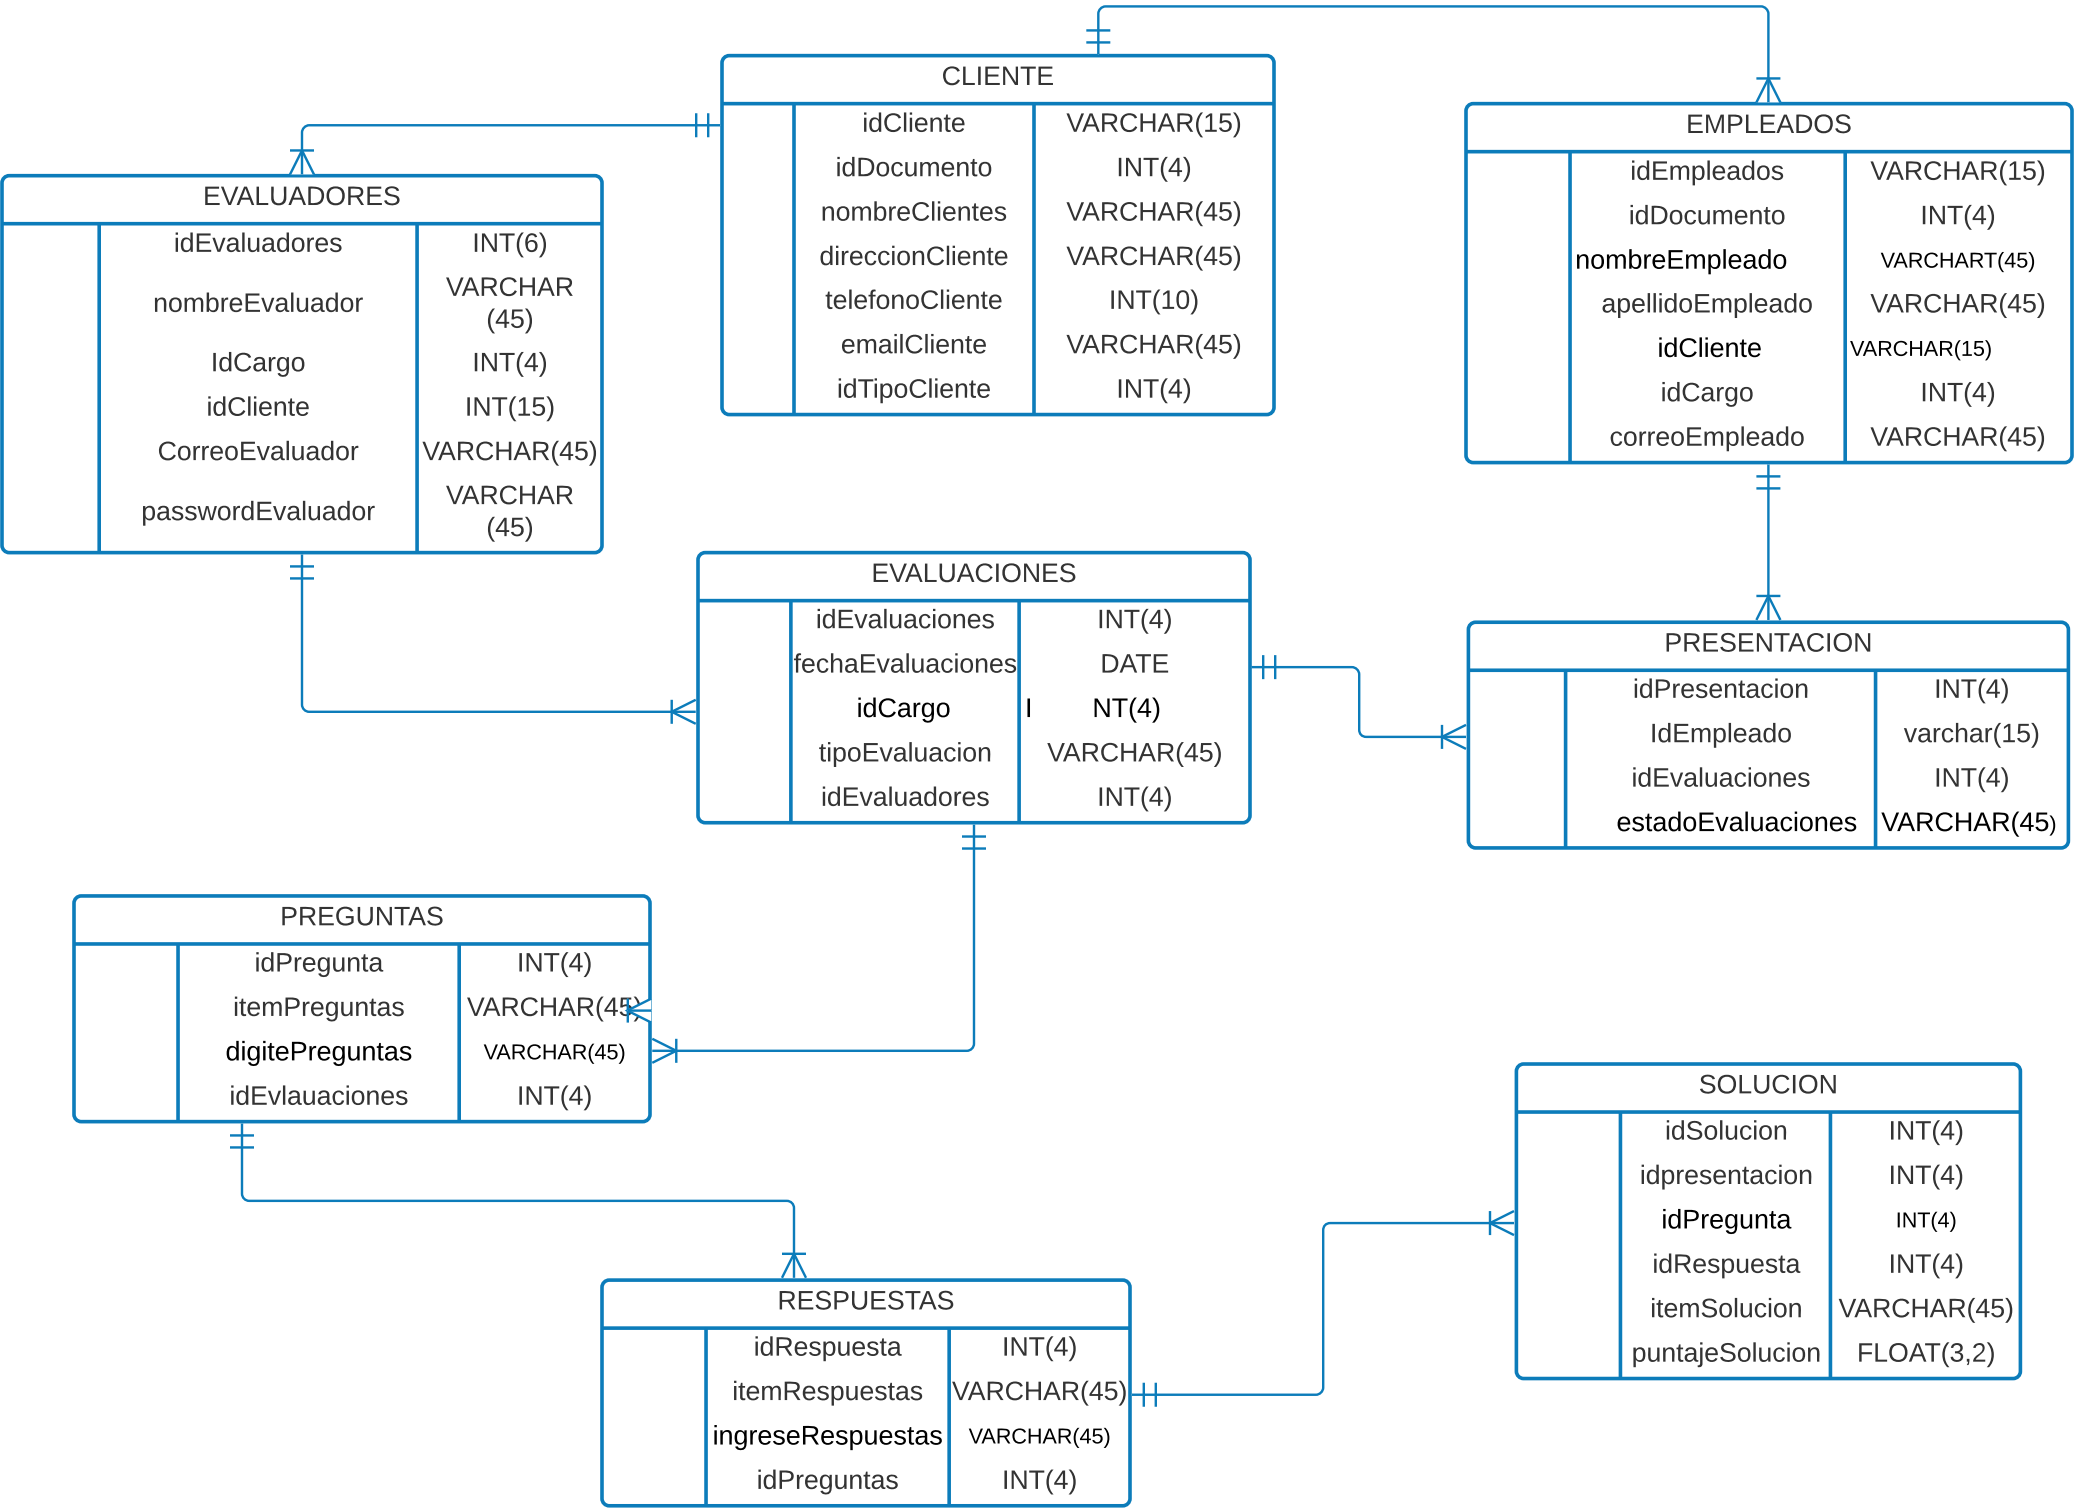 CLIENTE
idCliente VARCHAR(15)
idDocumento INT(4)
nombreClientes VARCHAR(45)
direccionCliente VARCHAR(45)
telefonoCliente INT(10)
emailCliente VARCHAR(45)
idTipoCliente INT(4)
EMPLEADOS
idEmpleados VARCHAR(15)
idDocumento INT(4)
nombreEmpleado VARCHART(45)
apellidoEmpleado VARCHAR(45)
idCliente VARCHAR(15)
idCargo INT(4)
correoEmpleado VARCHAR(45)
EVALUADORES
idEvaluadores INT(6)
nombreEvaluador VARCHAR
(45)
IdCargo INT(4)
idCliente INT(15)
CorreoEvaluador VARCHAR(45)
passwordEvaluador VARCHAR
(45)
EVALUACIONES
idEvaluaciones INT(4)
fechaEvaluaciones DATE
idCargo I NT(4)
tipoEvaluacion VARCHAR(45)
idEvaluadores INT(4)
PRESENTACION
idPresentacion INT(4)
IdEmpleado varchar(15)
idEvaluaciones INT(4)
estadoEvaluaciones VARCHAR(45)
PREGUNTAS
idPregunta INT(4)
itemPreguntas VARCHAR(45)
digitePreguntas VARCHAR(45)
idEvlauaciones INT(4)
SOLUCION
idSolucion INT(4)
idpresentacion INT(4)
idPregunta INT(4)
idRespuesta INT(4)
itemSolucion VARCHAR(45)
puntajeSolucion FLOAT(3,2)
RESPUESTAS
idRespuesta INT(4)
itemRespuestas VARCHAR(45)
ingreseRespuestas VARCHAR(45)
idPreguntas INT(4)